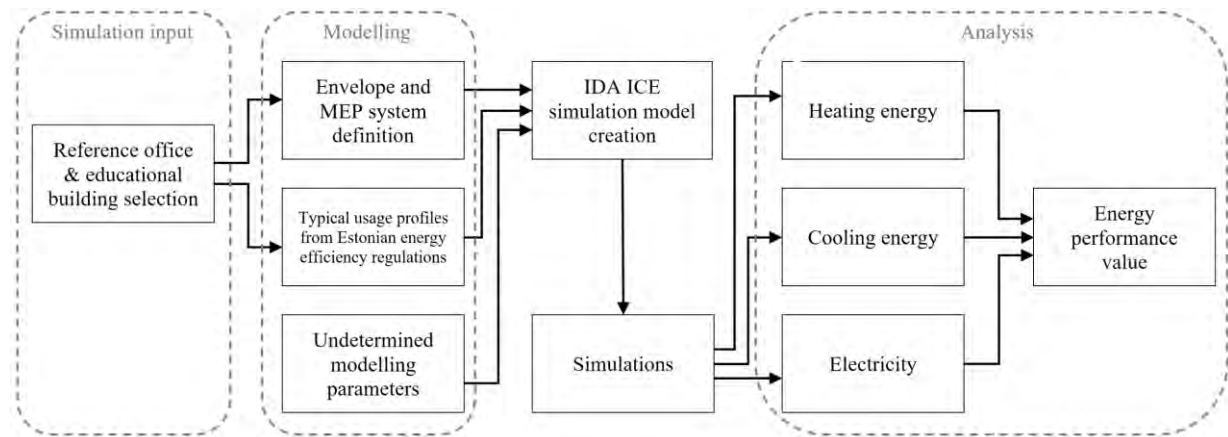 Simulation input
Modelling
Analysis
Reference office
& educational
building selection
Envelope and
MEP system
definition
Typical usage profiles
from Estonian energy
efficiency regulations
Undetermined
modelling
parameters
IDA ICE
simulation model
creation
Simulations
Heating energy
Cooling energy
Electricity
Energy
performance
value